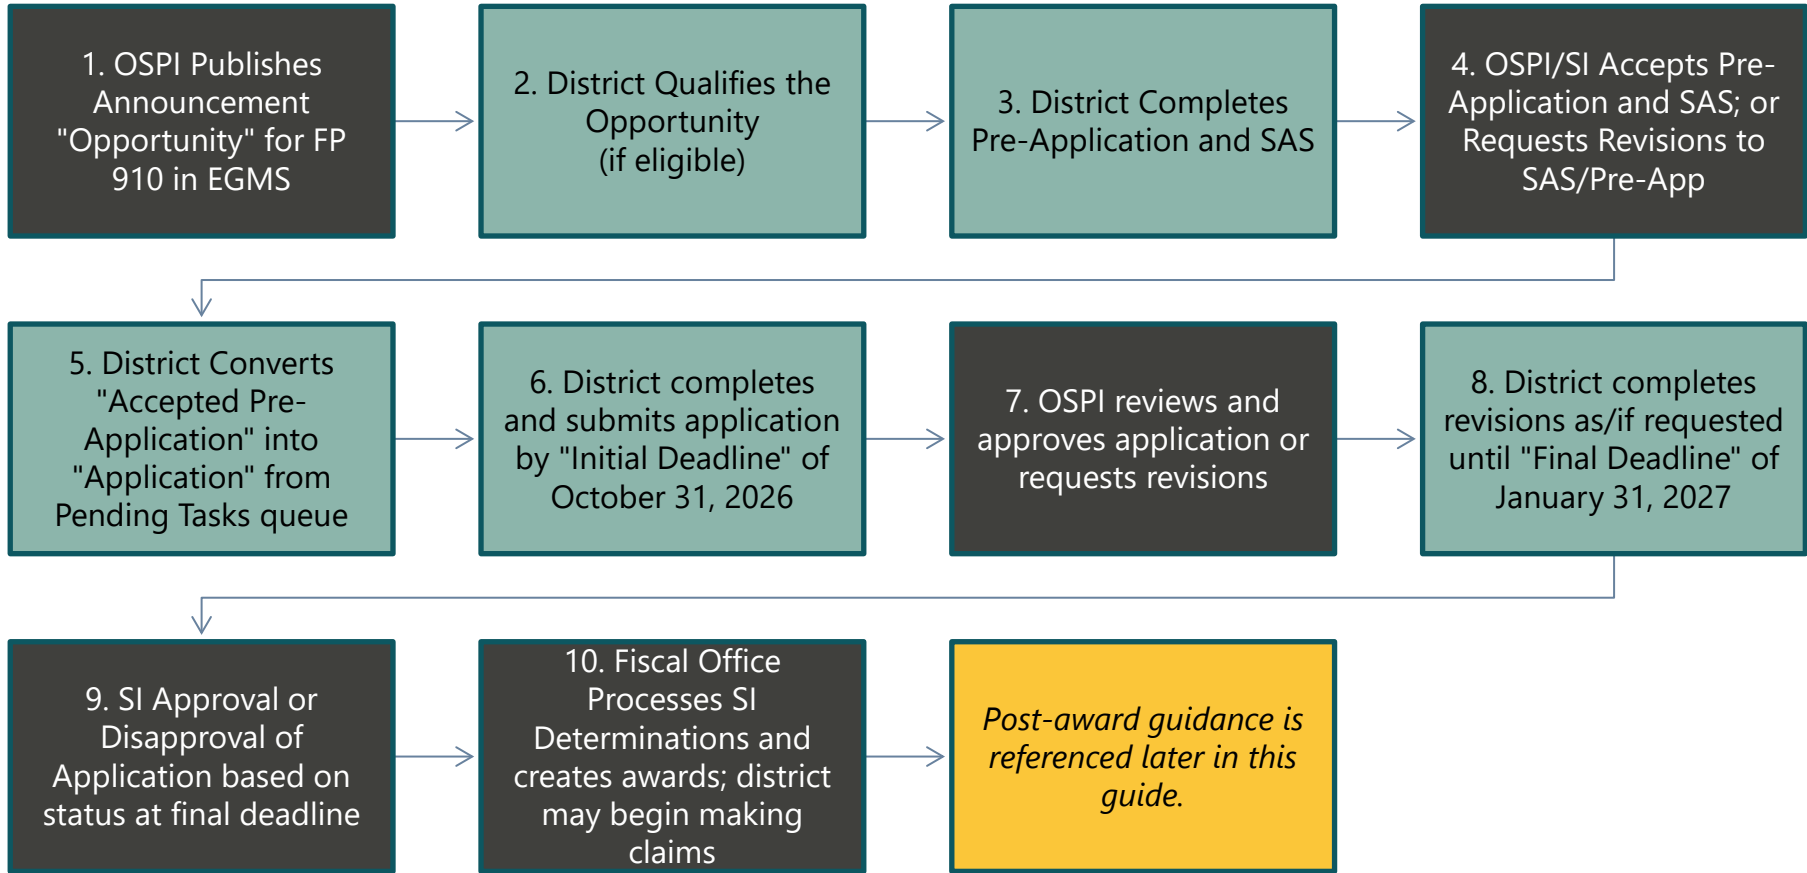 1. OSPI Publishes
Announcement
"Opportunity" for FP
910 in EGMS
2. District Qualifies the
Opportunity
(if eligible)
3. District Completes
Pre-Application and SAS
4. OSPI/SI Accepts Pre-
Application and SAS; or
Requests Revisions to
SAS/Pre-App
5. District Converts
"Accepted Pre-
Application" into
"Application" from
Pending Tasks queue
6. District completes
and submits application
by "Initial Deadline" of
October 31, 2026
7. OSPI reviews and
approves application or
requests revisions
8. District completes
revisions as/if requested
until "Final Deadline" of
January 31, 2027
9. SI Approval or
Disapproval of
Application based on
status at final deadline
10. Fiscal Office
Processes SI
Determinations and
creates awards; district
may begin making
claims
Post-award guidance is
referenced later in this
guide.